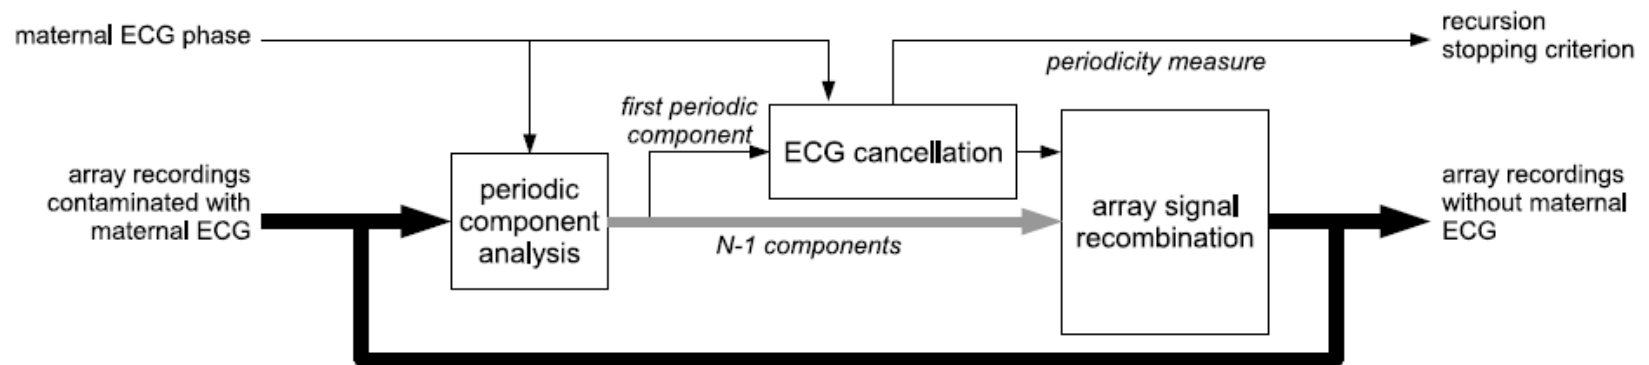 maternal ECG phase
recursion
stopping criterion
periodicity measure
first periodic
component
ECG cancellation
array recordings
contaminated with
maternal ECG
periodic
component
analysis
N-1 components
array signal
recombination
array recordings
without maternal
ECG